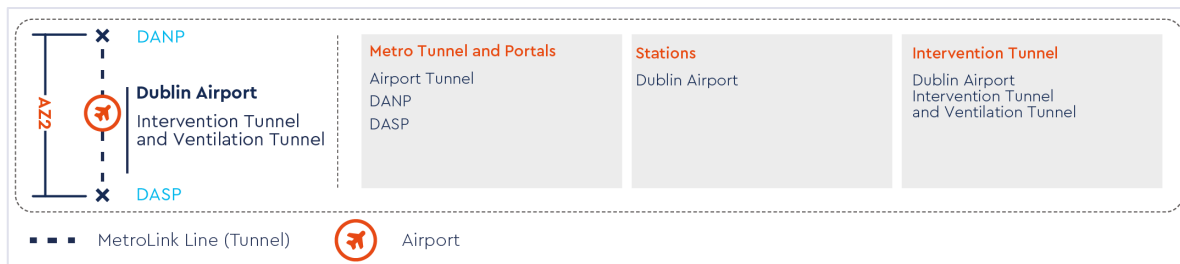 AZ2
DANP
Dublin Airport
Intervention Tunnel
and Ventilation Tunnel
DASP
Metro Tunnel and Portals
Airport Tunnel
DANP
DASP
Stations
Dublin Airport
Intervention Tunnel
Dublin Airport
Intervention Tunnel
and Ventilation Tunnel
MetroLink Line (Tunnel)
Airport